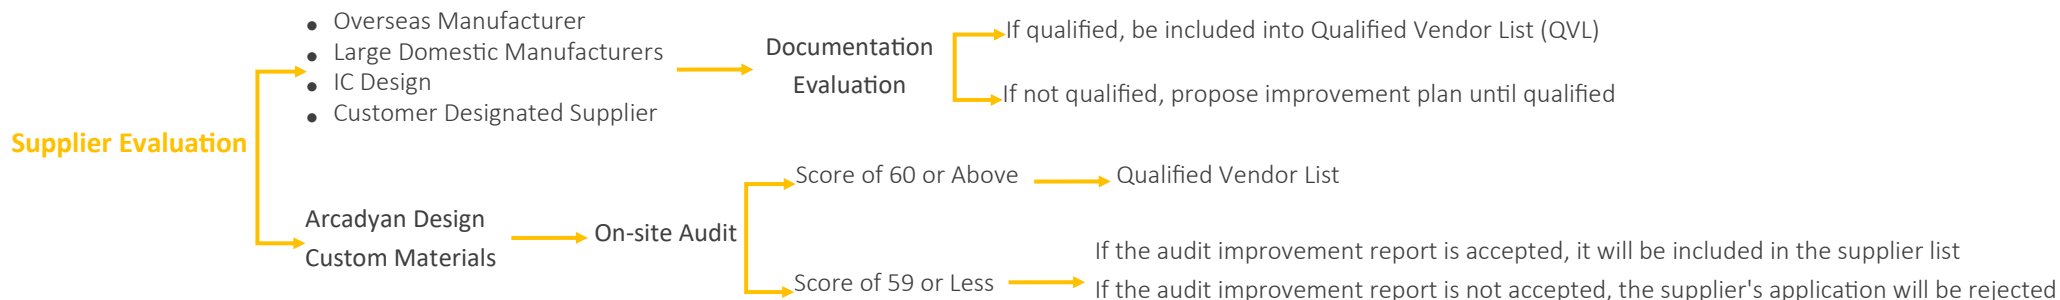 Supplier Evaluation
• Overseas Manufacturer
• Large Domestic Manufacturers
• IC Design
• Customer Designated Supplier
Documentation
Evaluation
If qualified, be included into Qualified Vendor List (QVL)
If not qualified, propose improvement plan until qualified
Arcadyan Design
Custom Materials
On-site Audit
Score of 60 or Above
Qualified Vendor List
Score of 59 or Less
If the audit improvement report is accepted, it will be included in the supplier list
If the audit improvement report is not accepted, the supplier's application will be rejected